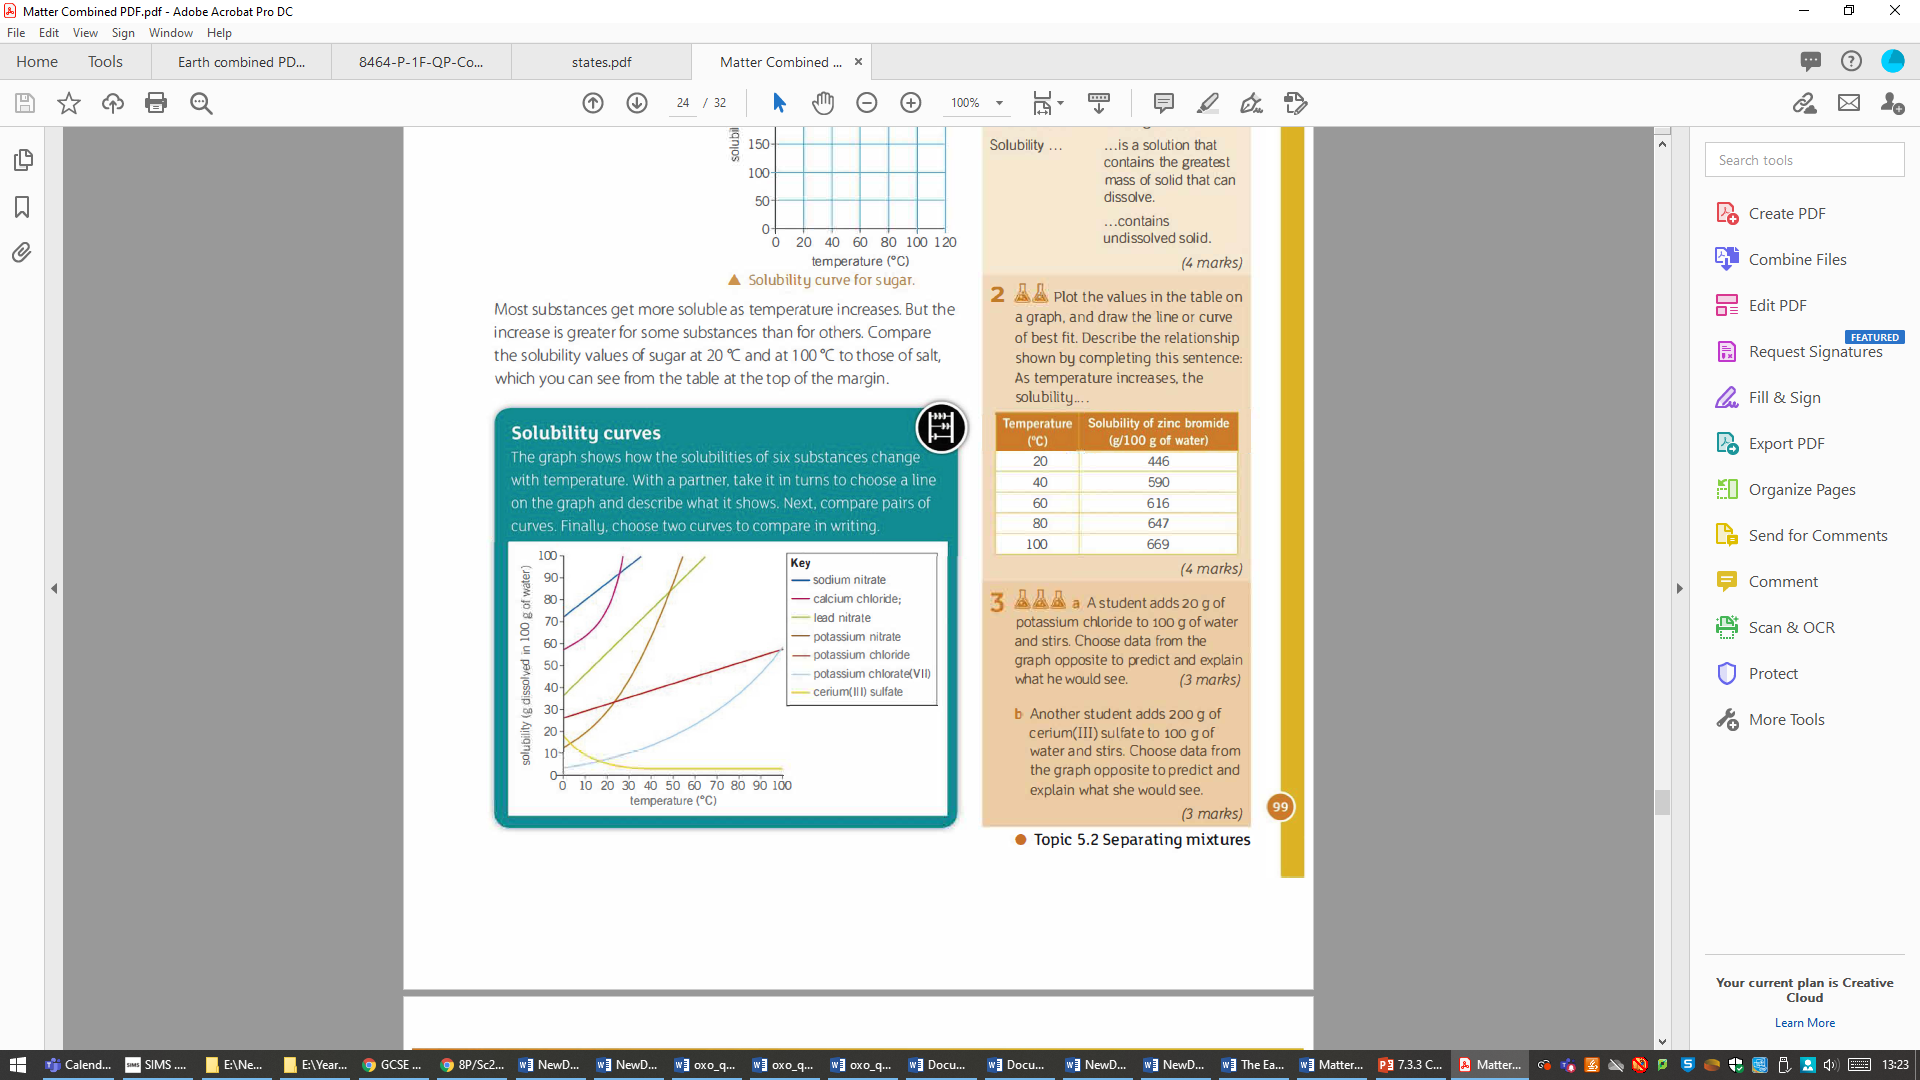 Matter Combined PDF.pdf - Adobe Acrobat Pro DC
File Edit View Sign Window Help
Home Tools Earth combined PD... 8464-P-1F-QP-Co... states.pdf Matter Combined ... ×
24 / 32 100%
Search tools
Create PDF
Combine Files
Edit PDF
FEATURED
Request Signatures
Fill & Sign
Export PDF
Organize Pages
Send for Comments
Comment
Scan & OCR
Protect
More Tools
Your current plan is Creative
Cloud
Learn More
150
100
50
0
0 20 40 60 80 100 120
temperature (°C)
▲ Solubility curve for sugar.
Most substances get more soluble as temperature increases. But the
increase is greater for some substances than for others. Compare
the solubility values of sugar at 20 °C and at 100 °C to those of salt,
which you can see from the table at the top of the margin.
Solubility curves
The graph shows how the solubilities of six substances change
with temperature. With a partner, take it in turns to choose a line
on the graph and describe what it shows. Next, compare pairs of
curves. Finally, choose two curves to compare in writing.
solubility (g dissolved in 100 g of water)
100
90
80
70
60
50
40
30
20
10
0
0 10 20 30 40 50 60 70 80 90 100
temperature (°C)
Key
sodium nitrate
calcium chloride;
lead nitrate
potassium nitrate
potassium chloride
potassium chlorate(VII)
cerium(III) sulfate
Solubility … …is a solution that
contains the greatest
mass of solid that can
dissolve.
…contains
undissolved solid.
(4 marks)
2 Plot the values in the table on
a graph, and draw the line or curve
of best fit. Describe the relationship
shown by completing this sentence:
As temperature increases, the
solubility…
Temperature Solubility of zinc bromide
(°C) (g/100 g of water)
20 446
40 590
60 616
80 647
100 669
(4 marks)
3 a A student adds 20 g of
potassium chloride to 100 g of water
and stirs. Choose data from the
graph opposite to predict and explain
what he would see. (3 marks)
b Another student adds 200 g of
cerium(III) sulfate to 100 g of
water and stirs. Choose data from
the graph opposite to predict and
explain what she would see.
(3 marks)
99
● Topic 5.2 Separating mixtures
Calend... SIMS .... E:\Ne... E:\Year... GCSE ... 8P/Sc2... NewD... NewD... oxo_q... oxo_q... oxo_q... Docu... Docu... NewD... NewD... The Ea... Matter... 7.3.3 C... Matter... 13:23